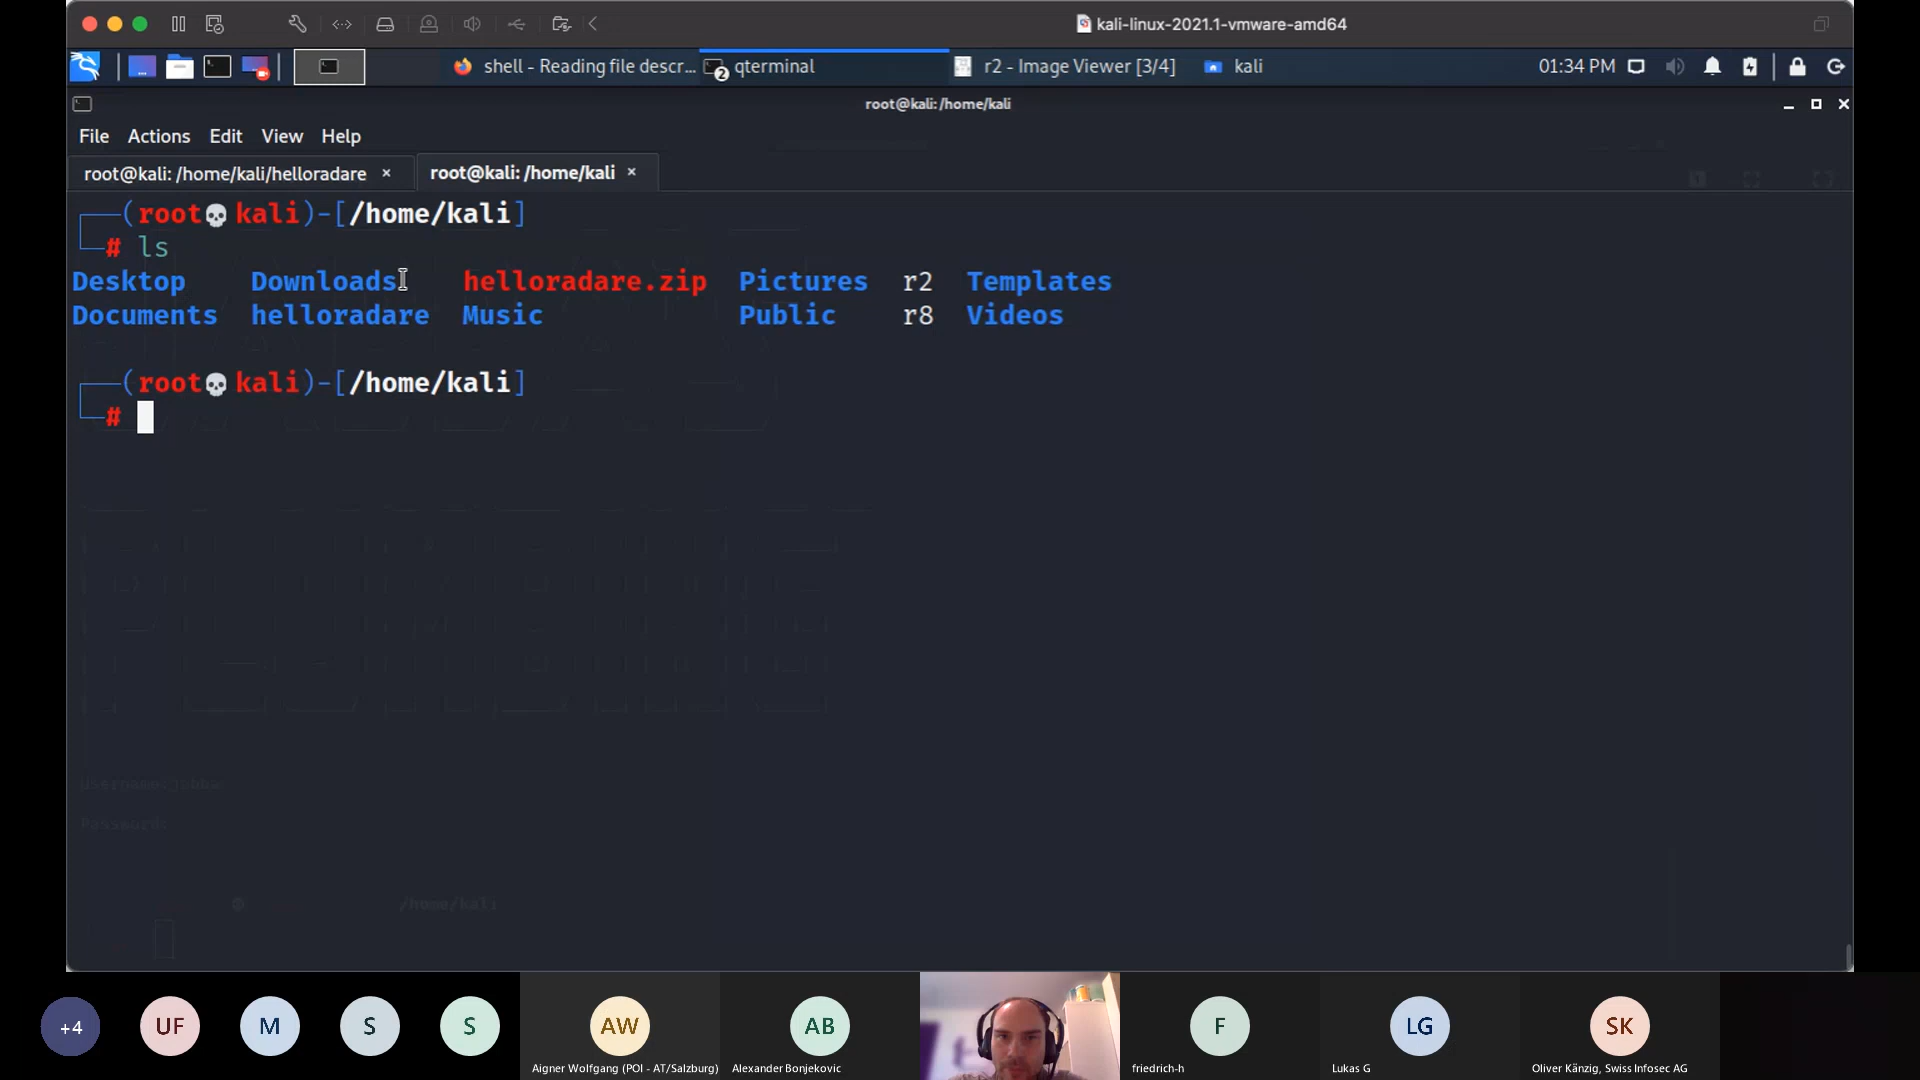 kali-linux-2021.1-vmware-amd64
shell - Reading file descr...
2 qterminal
r2 - Image Viewer [3/4]
kali
01:34 PM
root@kali: /home/kali
File Actions Edit View Help
root@kali: /home/kali/helloradare ×
root@kali: /home/kali ×
(root💀kali)-[/home/kali]
# ls
Desktop Downloads helloradare.zip Pictures r2 Templates
Documents helloradare Music Public r8 Videos
(root💀kali)-[/home/kali]
#
Password:
/home/kali
+4
UF
M
S
S
AW
AB
F
LG
SK
Aigner Wolfgang (POI - AT/Salzburg)
Alexander Bonjekovic
friedrich-h
Lukas G
Oliver Känzig, Swiss Infosec AG